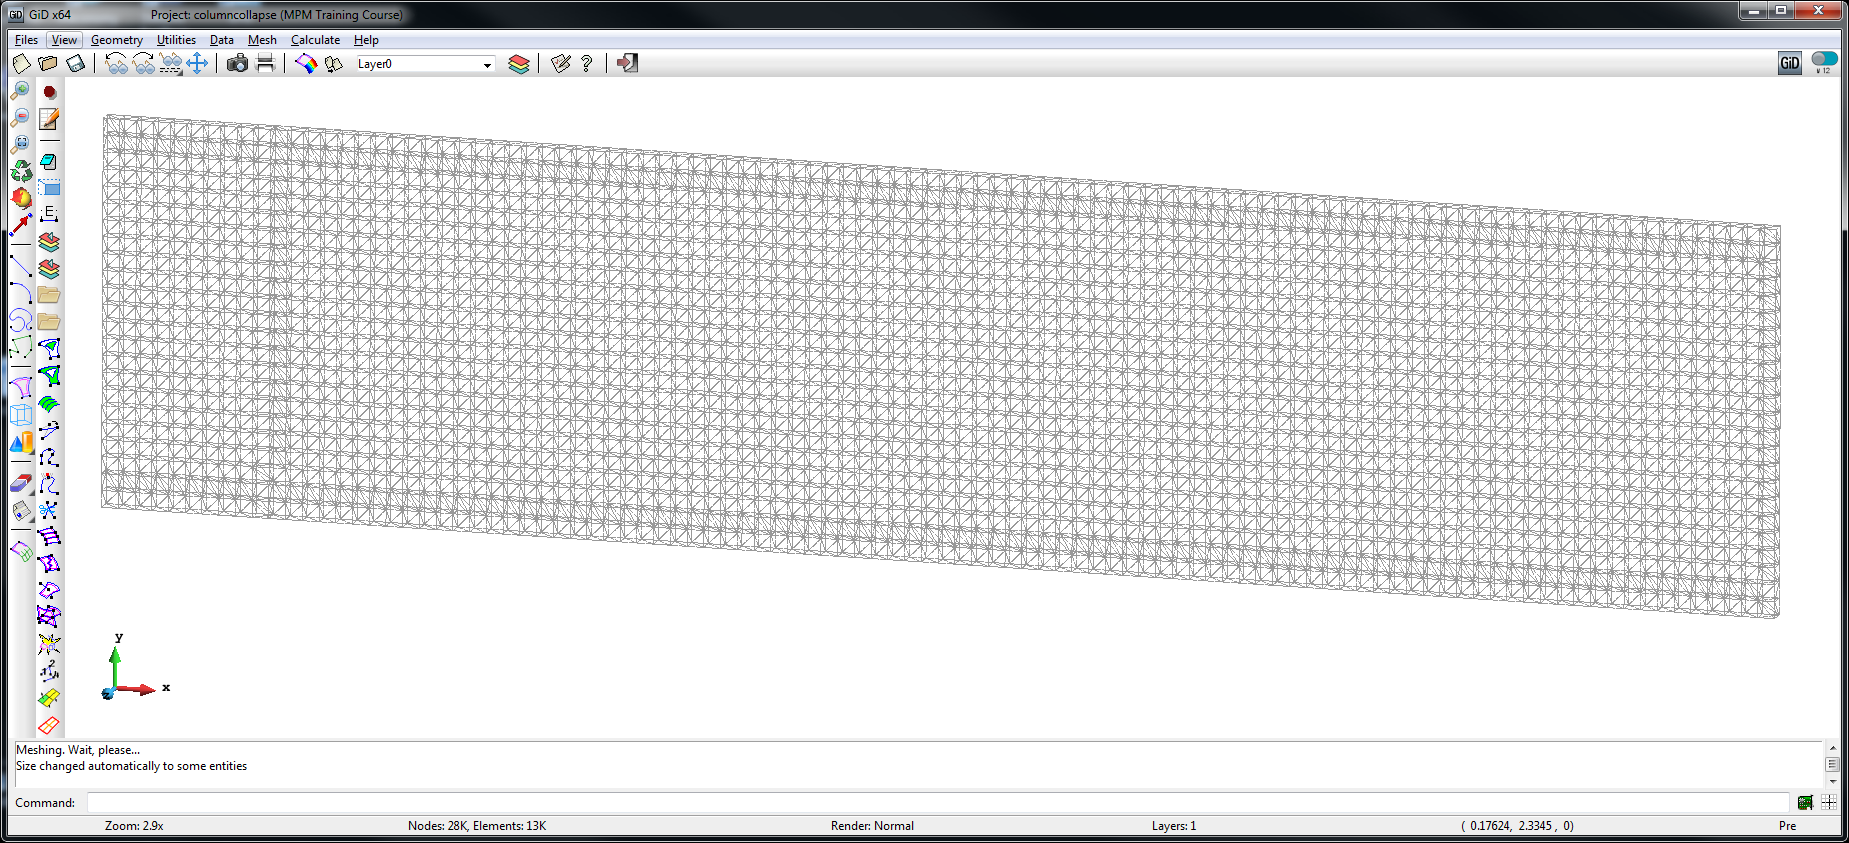 GiD GiD x64 Project: columncollapse (MPM Training Course)
Files View Geometry Utilities Data Mesh Calculate Help
Layer0 ? GiD
v 12
E
y
x
Meshing. Wait, please...
Size changed automatically to some entities
Command:
Zoom: 2.9x Nodes: 28K, Elements: 13K Render: Normal Layers: 1 ( 0.17624, 2.3345 , 0) Pre